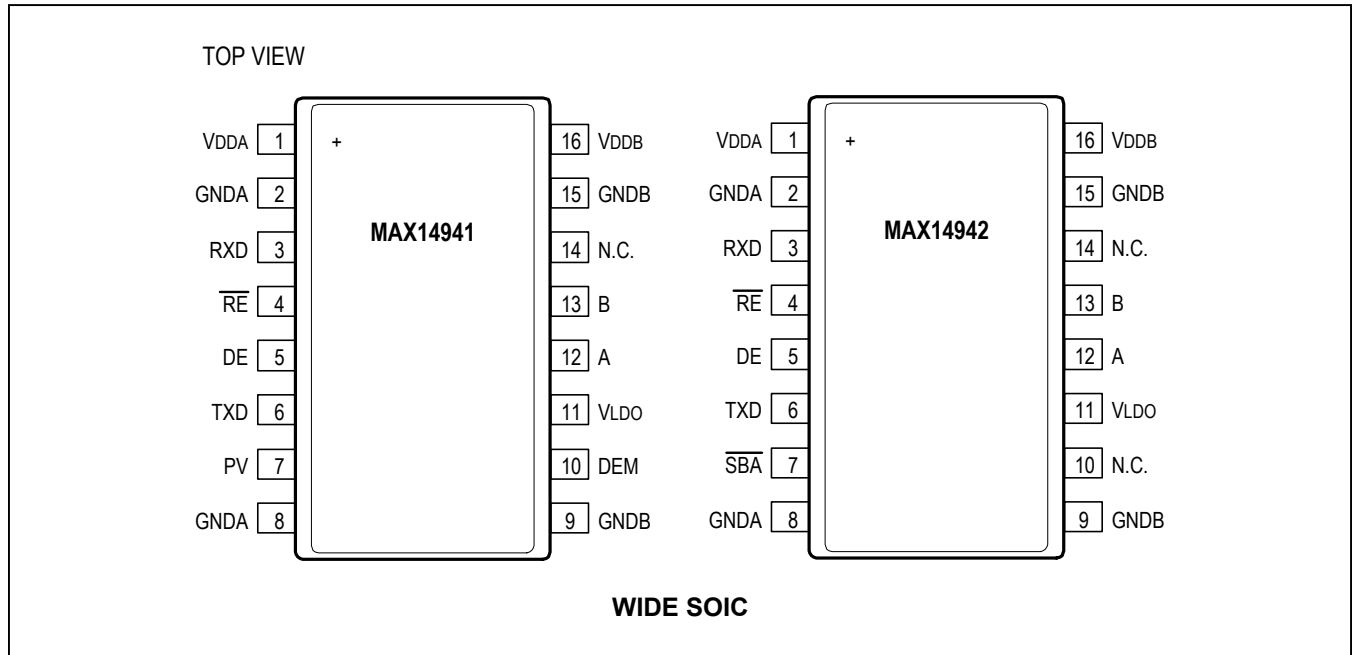 TOP VIEW
VDDA 1 + 16 VDDB VDDA 1 + 16 VDDB
GNDA 2 15 GNDB GNDA 2 15 GNDB
MAX14941 MAX14942
RXD 3 14 N.C. RXD 3 14 N.C.
R̅E̅ 4 13 B R̅E̅ 4 13 B
DE 5 12 A DE 5 12 A
TXD 6 11 VLDO TXD 6 11 VLDO
PV 7 10 DEM S̅B̅A̅ 7 10 N.C.
GNDA 8 9 GNDB GNDA 8 9 GNDB
WIDE SOIC